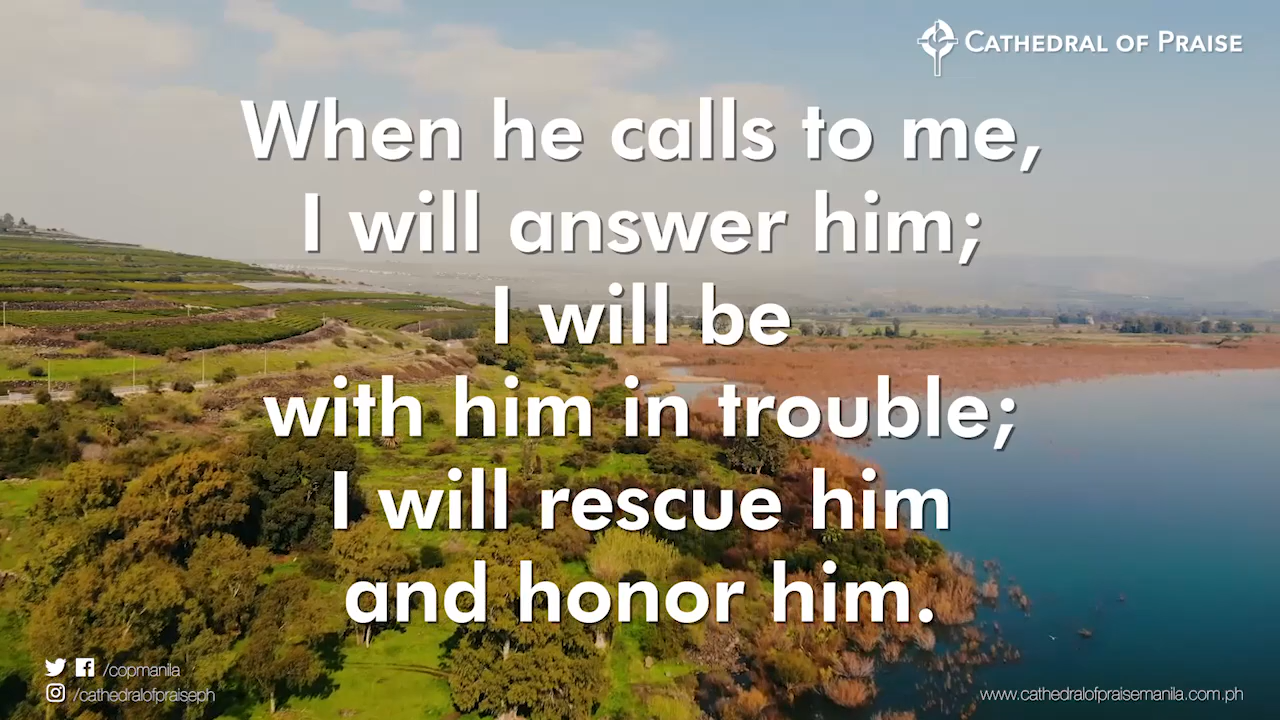 CATHEDRAL OF PRAISE
When he calls to me,
I will answer him;
I will be
with him in trouble;
I will rescue him
and honor him.
/copmanila
/cathedralofpraiseph
www.cathedralofpraisemanila.com.ph